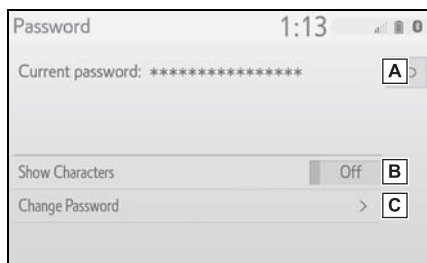 Password 1:13
Current password: **************** A
Show Characters Off B
Change Password > C